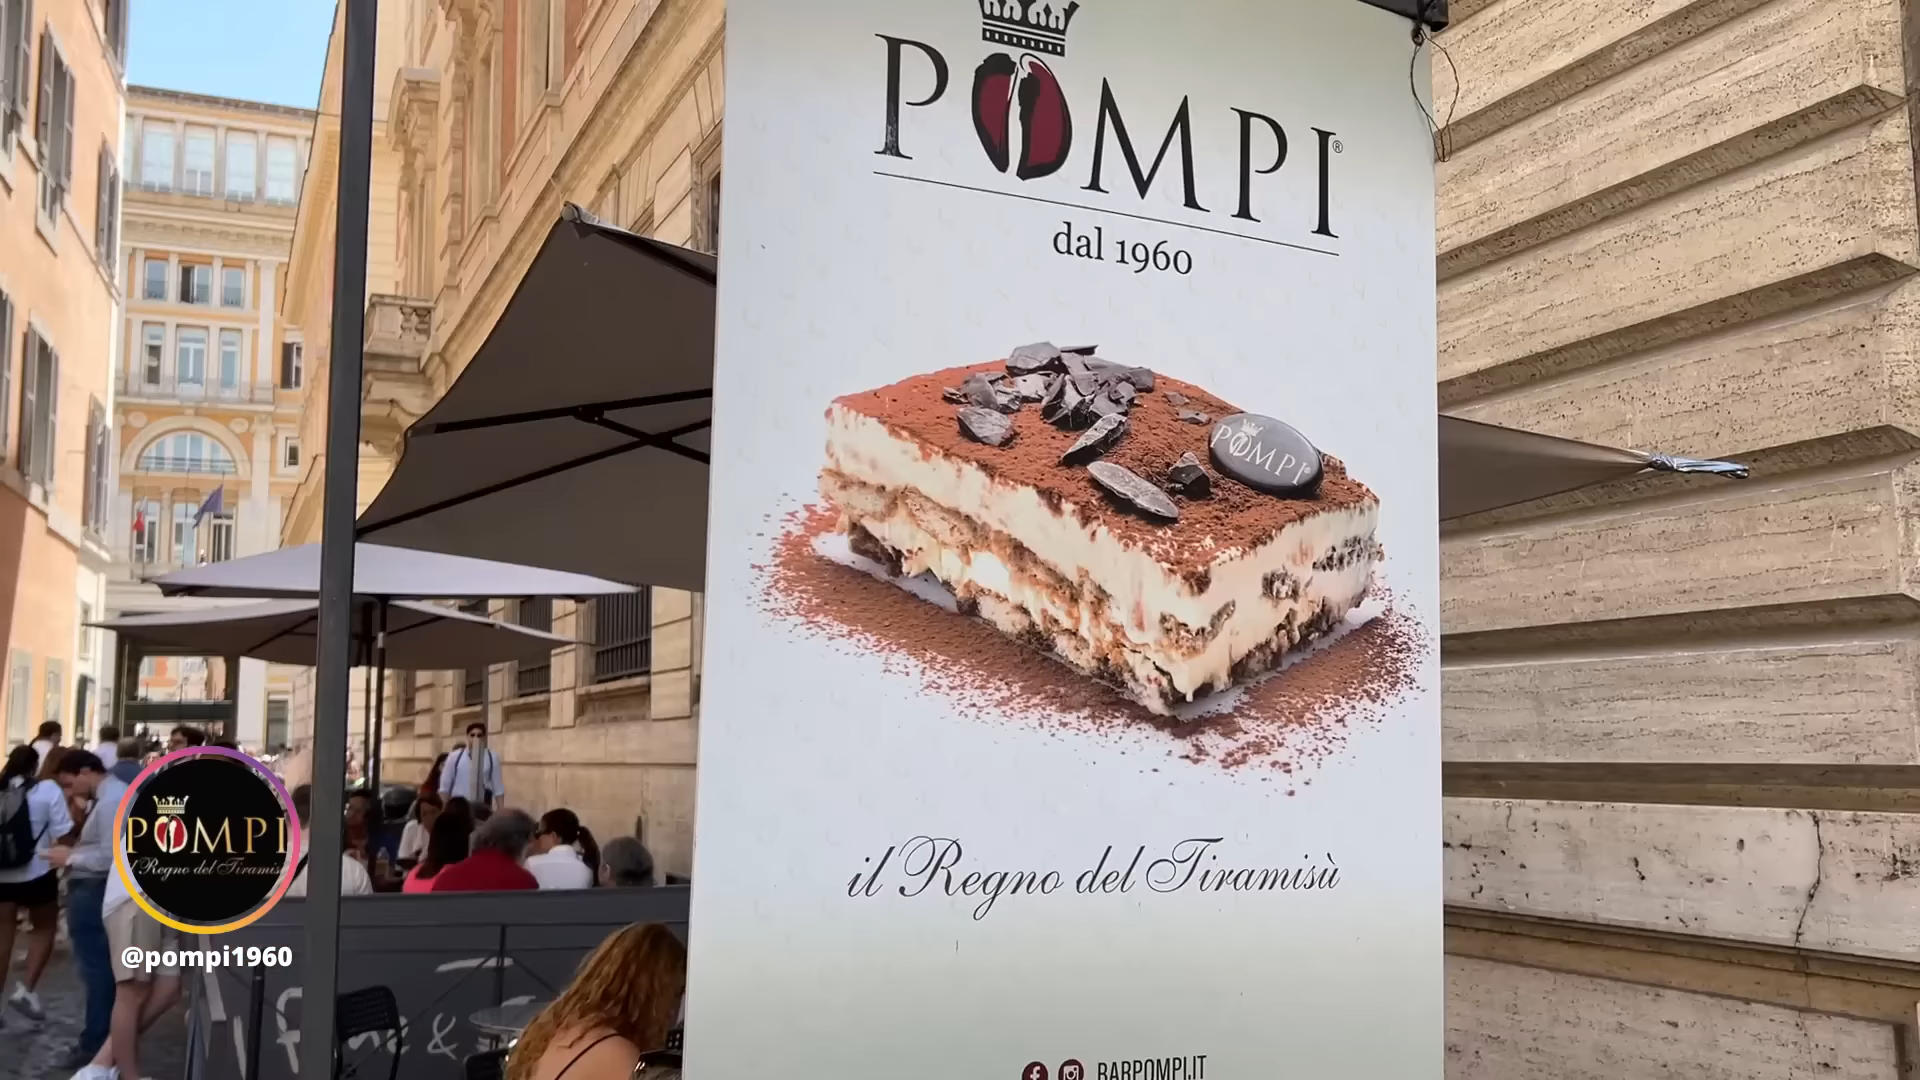 POMPI®
dal 1960
POMPI®
il Regno del Tiramisù
BARPOMPI.IT
POMPI
il Regno del Tiramisù
@pompi1960
&